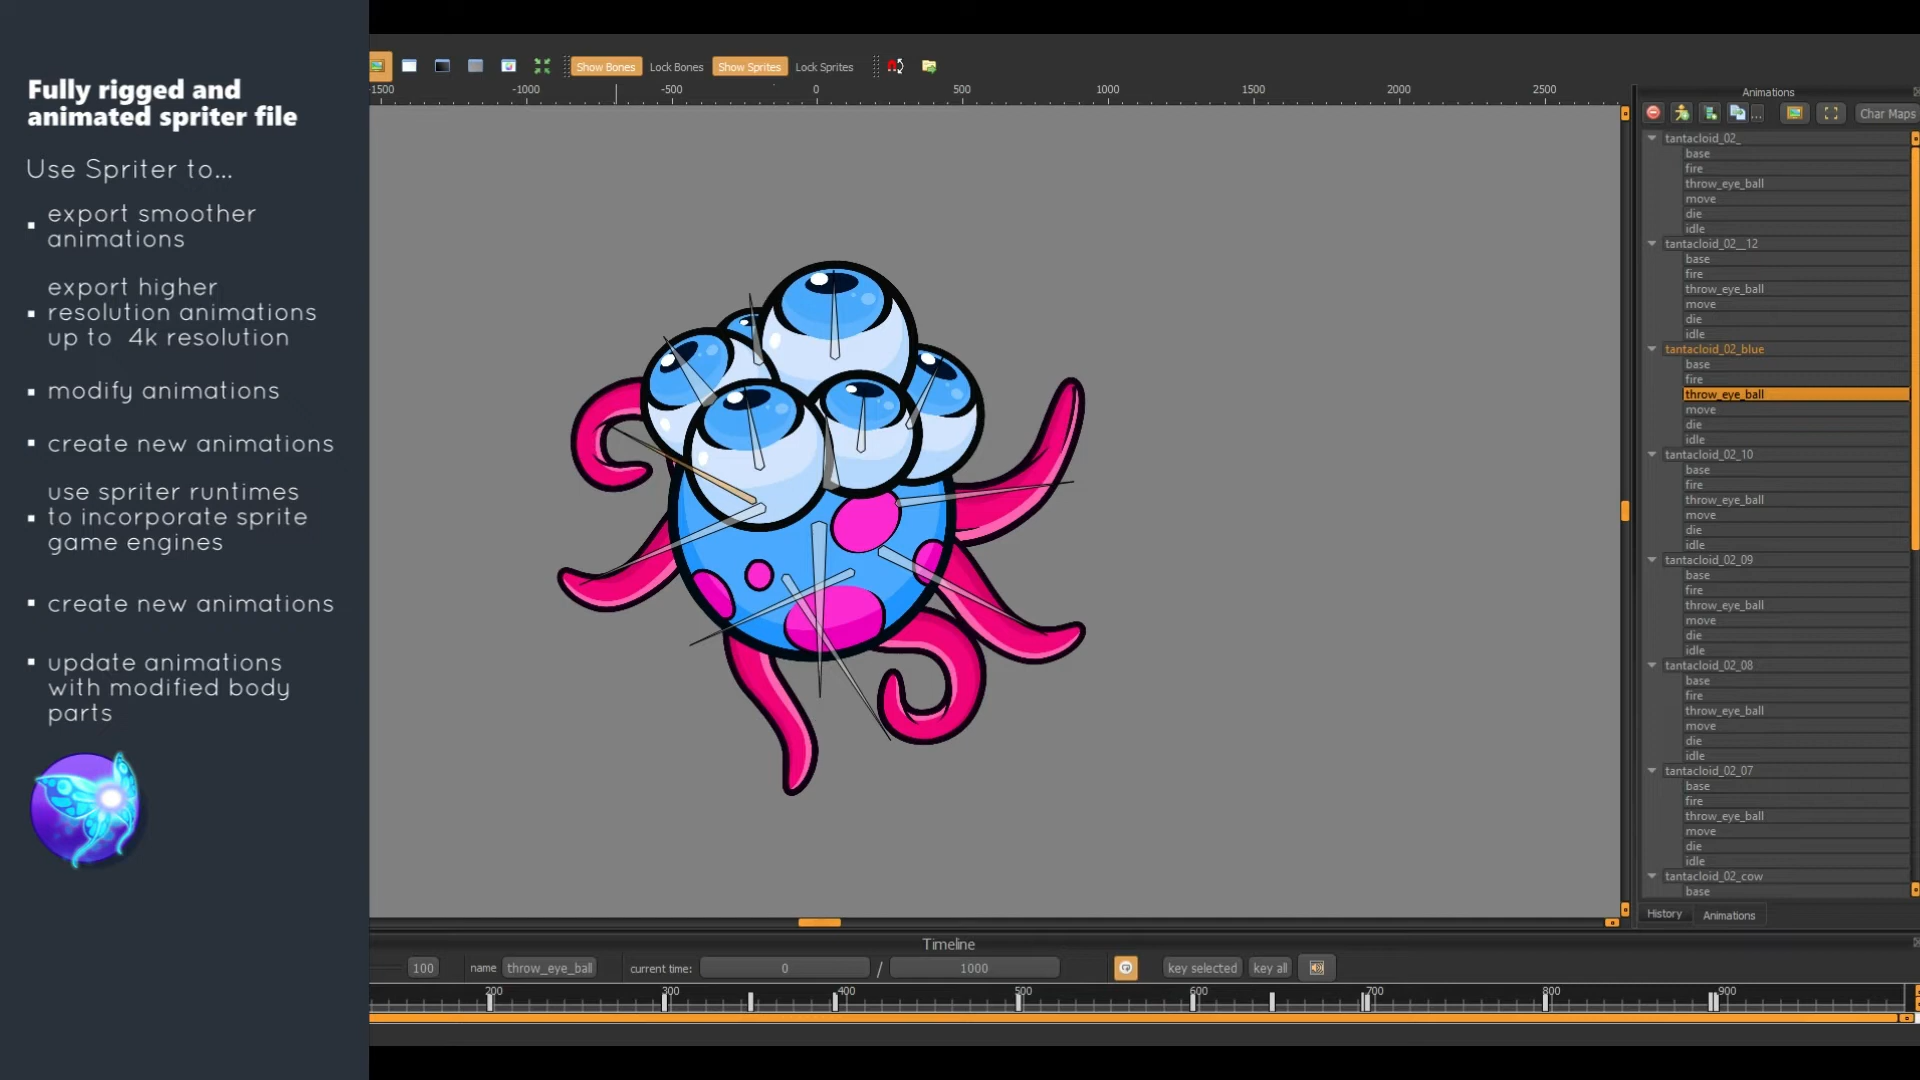 Fully rigged and
animated spriter file
Use Spriter to...
export smoother
animations
export higher
resolution animations
up to 4k resolution
modify animations
create new animations
use spriter runtimes
to incorporate sprite
game engines
create new animations
update animations
with modified body
parts
Show Bones Lock Bones Show Sprites Lock Sprites
-1500 -1000 -500 0 500 1000 1500 2000 2500
Animations
... Char Maps
tantacloid_02_
base
fire
throw_eye_ball
move
die
idle
tantacloid_02__12
base
fire
throw_eye_ball
move
die
idle
tantacloid_02_blue
base
fire
throw_eye_ball
move
die
idle
tantacloid_02_10
base
fire
throw_eye_ball
move
die
idle
tantacloid_02_09
base
fire
throw_eye_ball
move
die
idle
tantacloid_02_08
base
fire
throw_eye_ball
move
die
idle
tantacloid_02_07
base
fire
throw_eye_ball
move
die
idle
tantacloid_02_cow
base
History Animations
Timeline
100 name throw_eye_ball current time: 0 / 1000 key selected key all
200 300 400 500 600 700 800 900